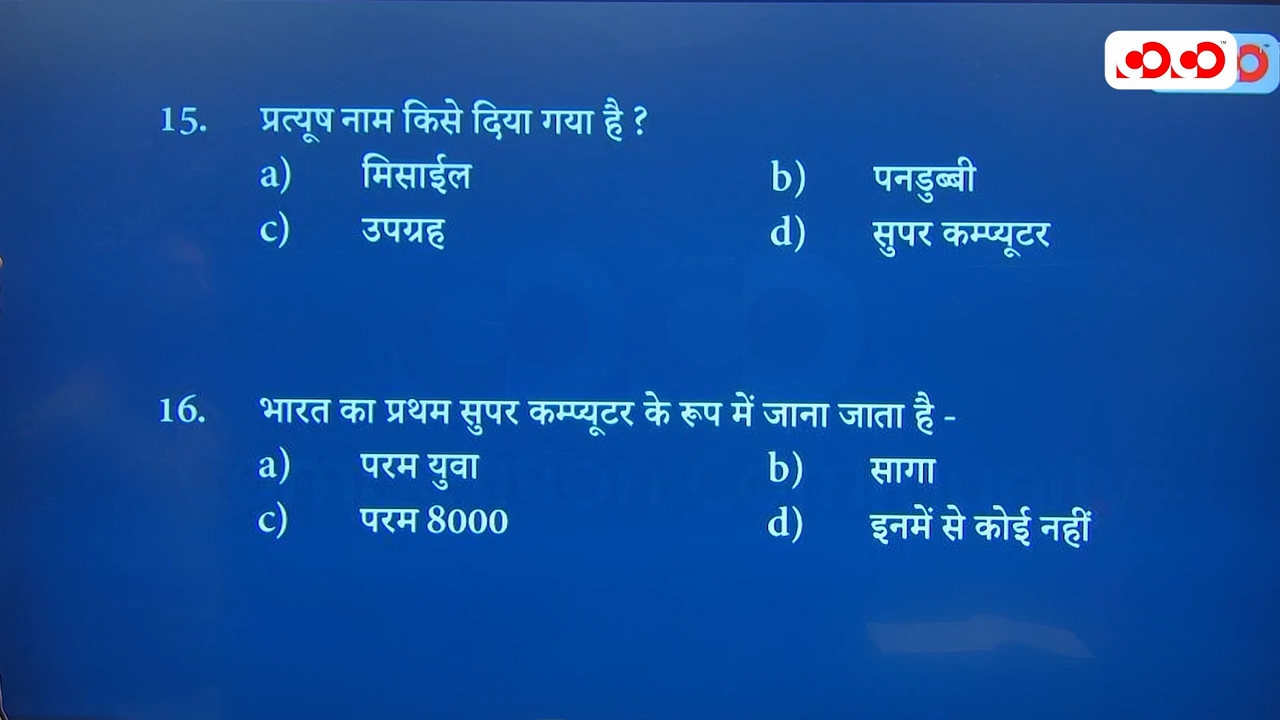 15. प्रत्यूष नाम किसे दिया गया है ?
a) मिसाईल b) पनडुब्बी
c) उपग्रह d) सुपर कम्प्यूटर
16. भारत का प्रथम सुपर कम्प्यूटर के रूप में जाना जाता है -
a) परम युवा b) सागा
c) परम 8000 d) इनमें से कोई नहीं